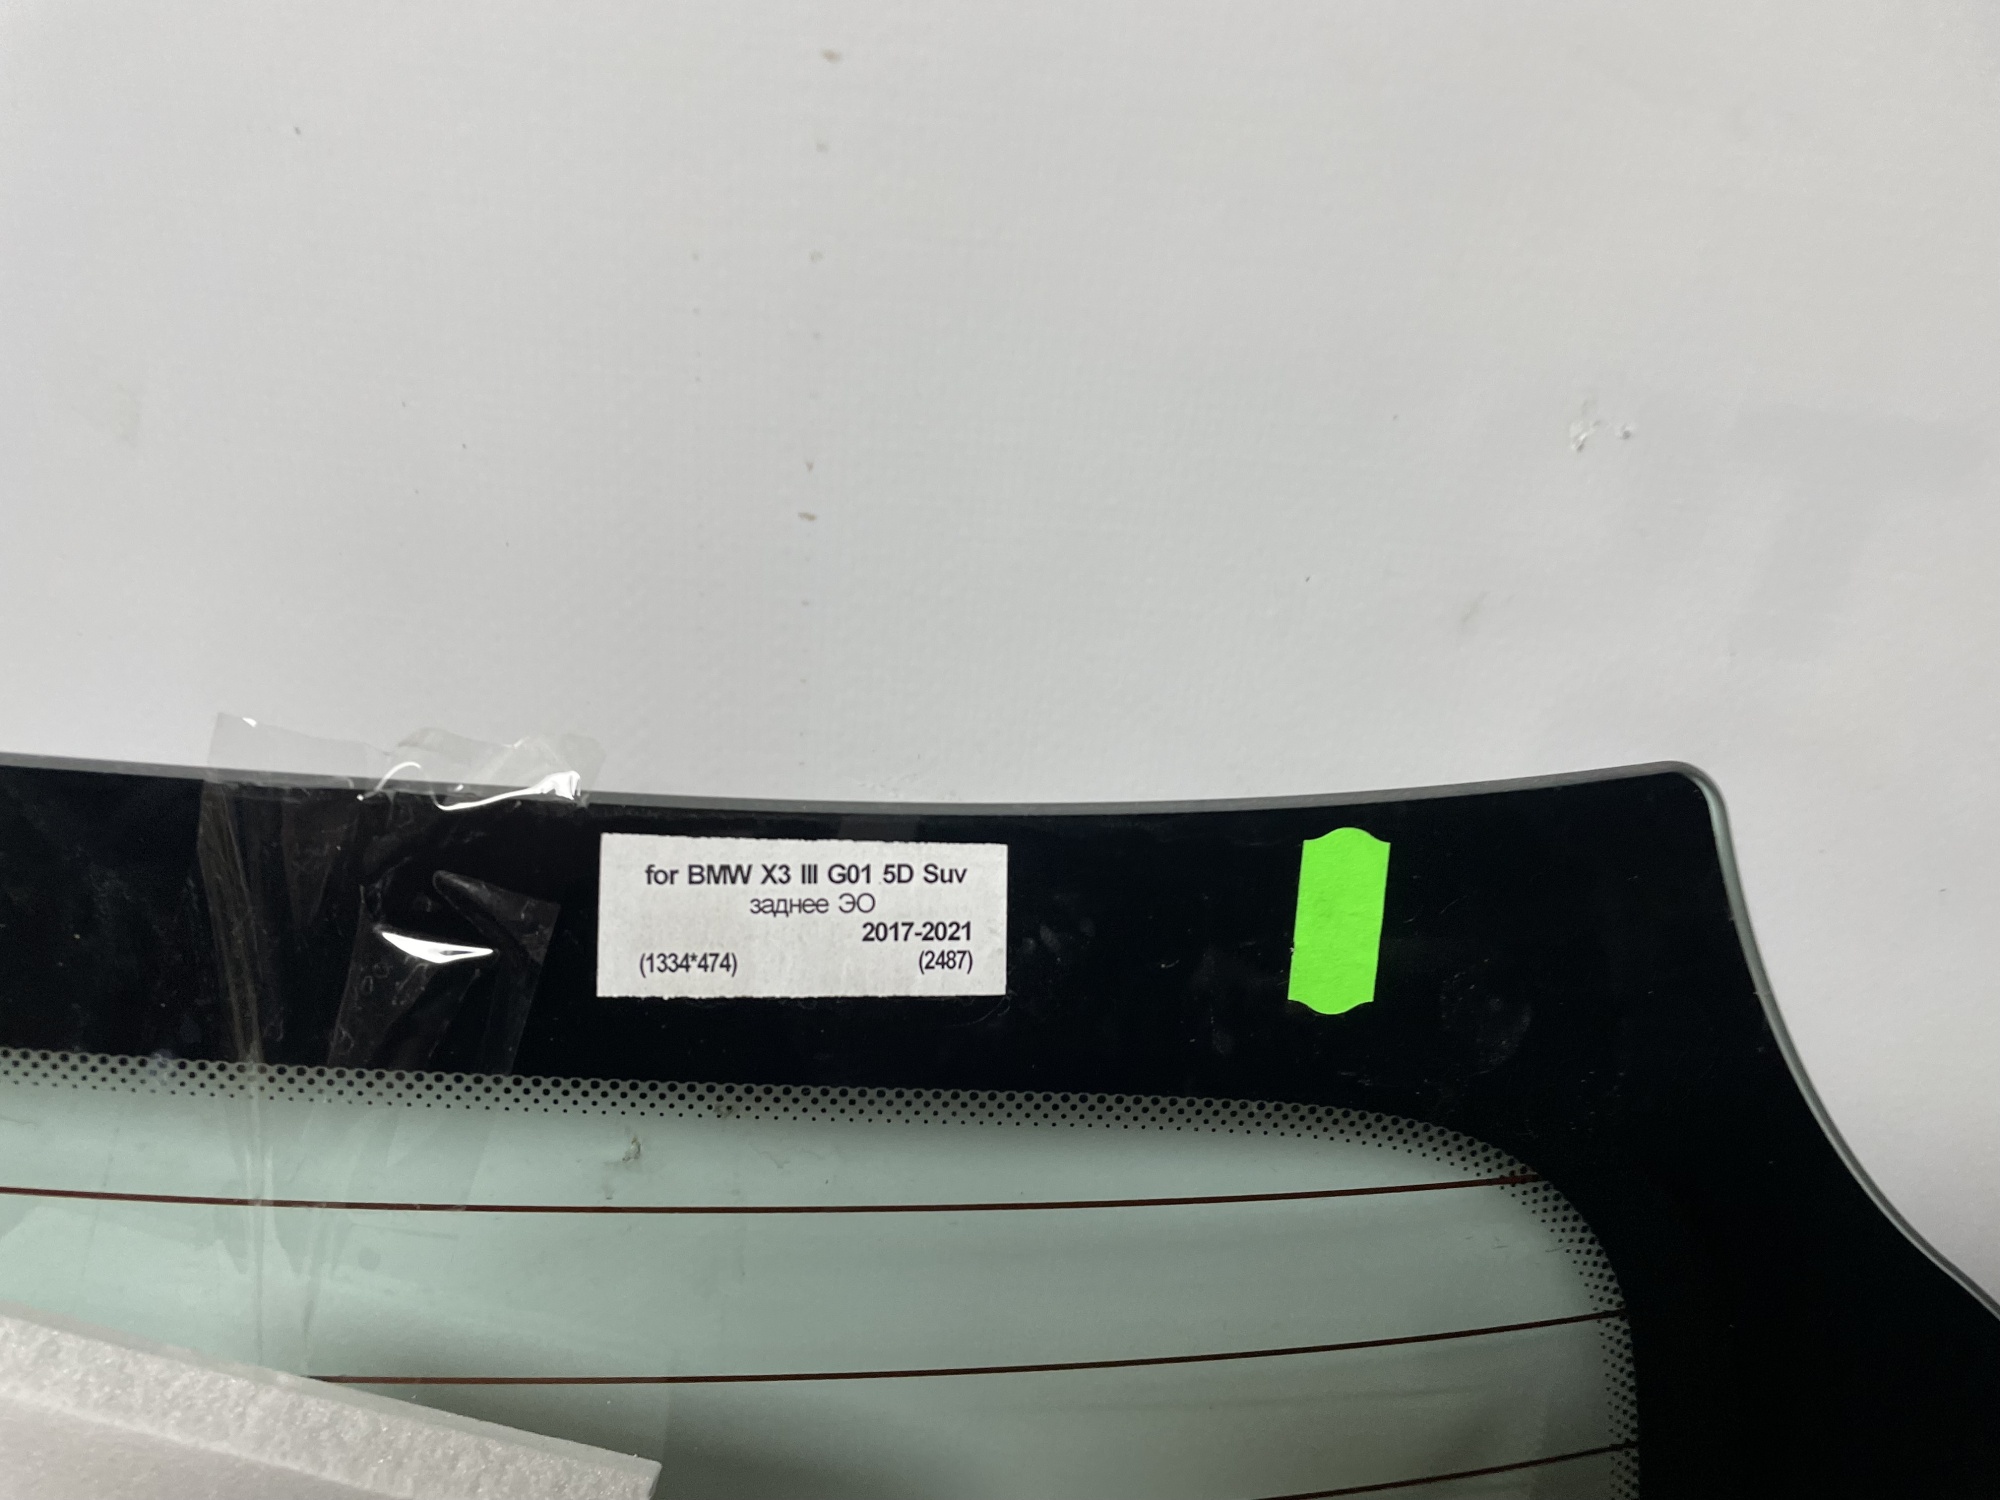 for BMW X3 III G01 5D Suv
заднее ЭО
2017-2021
(1334*474) (2487)